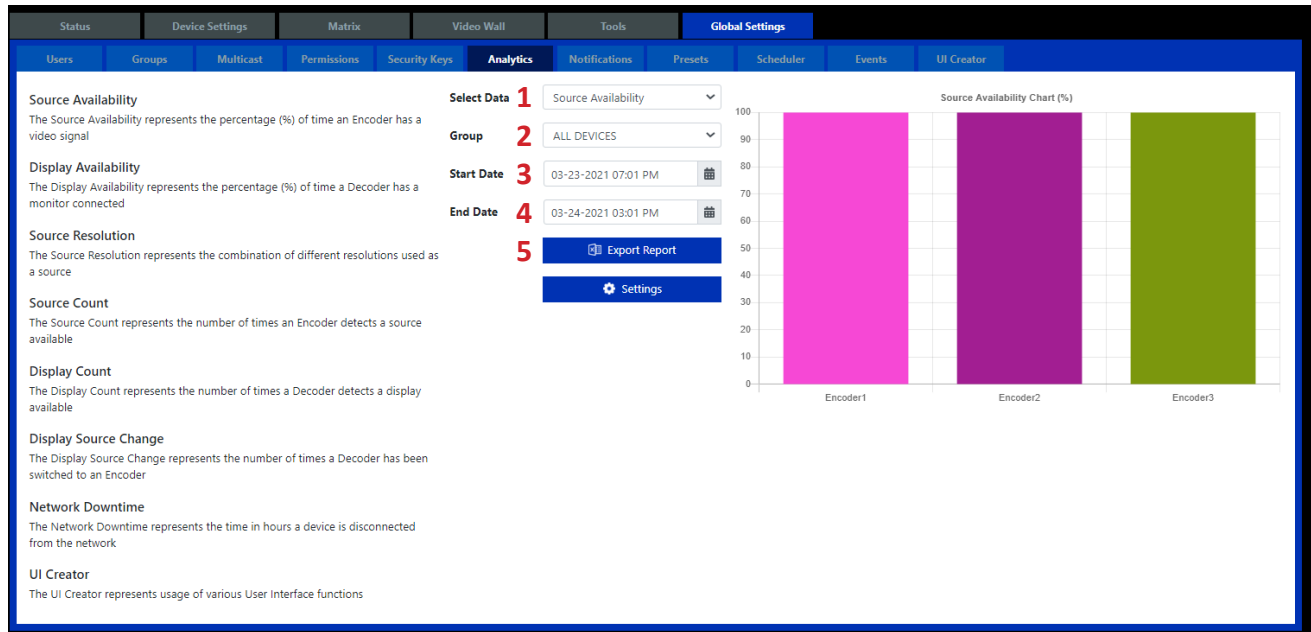 Status Device Settings Matrix Video Wall Tools Global Settings
Users Groups Multicast Permissions Security Keys Analytics Notifications Presets Scheduler Events UI Creator
Source Availability
The Source Availability represents the percentage (%) of time an Encoder has a
video signal
Display Availability
The Display Availability represents the percentage (%) of time a Decoder has a
monitor connected
Source Resolution
The Source Resolution represents the combination of different resolutions used as
a source
Source Count
The Source Count represents the number of times an Encoder detects a source
available
Display Count
The Display Count represents the number of times a Decoder detects a display
available
Display Source Change
The Display Source Change represents the number of times a Decoder has been
switched to an Encoder
Network Downtime
The Network Downtime represents the time in hours a device is disconnected
from the network
UI Creator
The UI Creator represents usage of various User Interface functions
Select Data 1 Source Availability
Group 2 ALL DEVICES
Start Date 3 03-23-2021 07:01 PM
End Date 4 03-24-2021 03:01 PM
5 Export Report
Settings
Source Availability Chart (%)
100
90
80
70
60
50
40
30
20
10
0
Encoder1 Encoder2 Encoder3